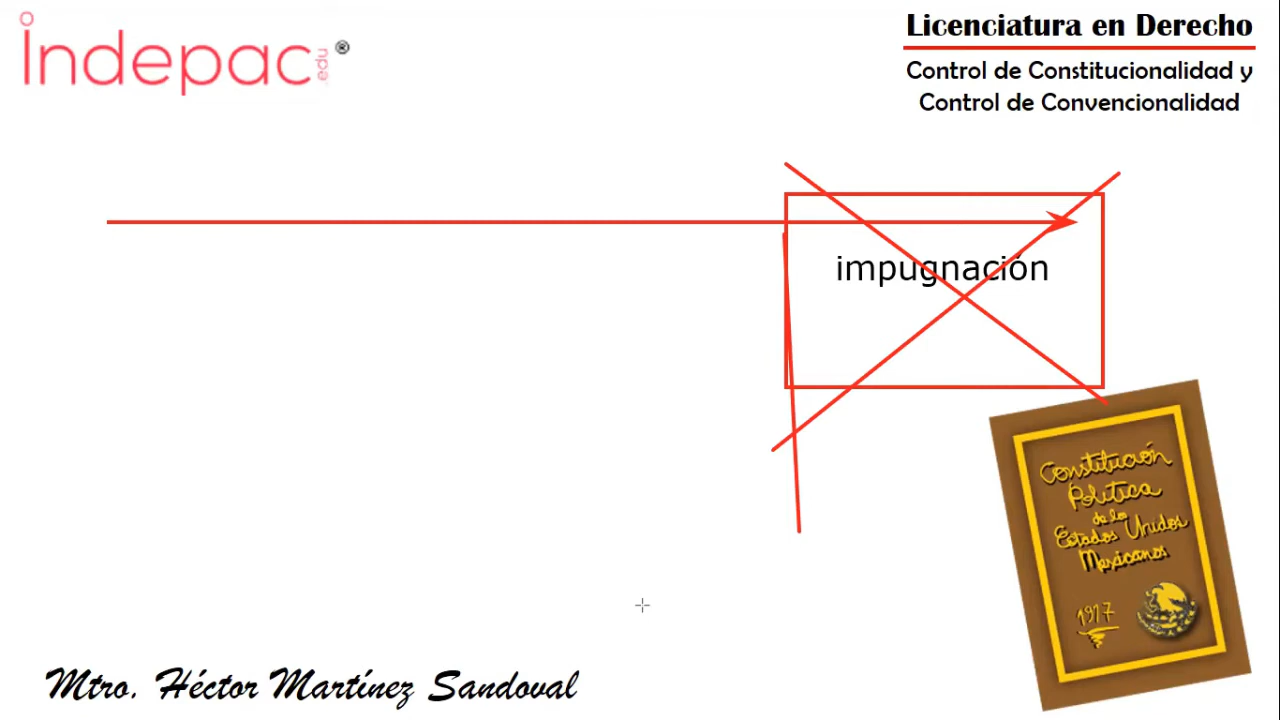 indepac.edu ®
Licenciatura en Derecho
Control de Constitucionalidad y
Control de Convencionalidad
impugnación
Constitución
Política
de los
Estados Unidos
Mexicanos
1917
Mtro. Héctor Martínez Sandoval